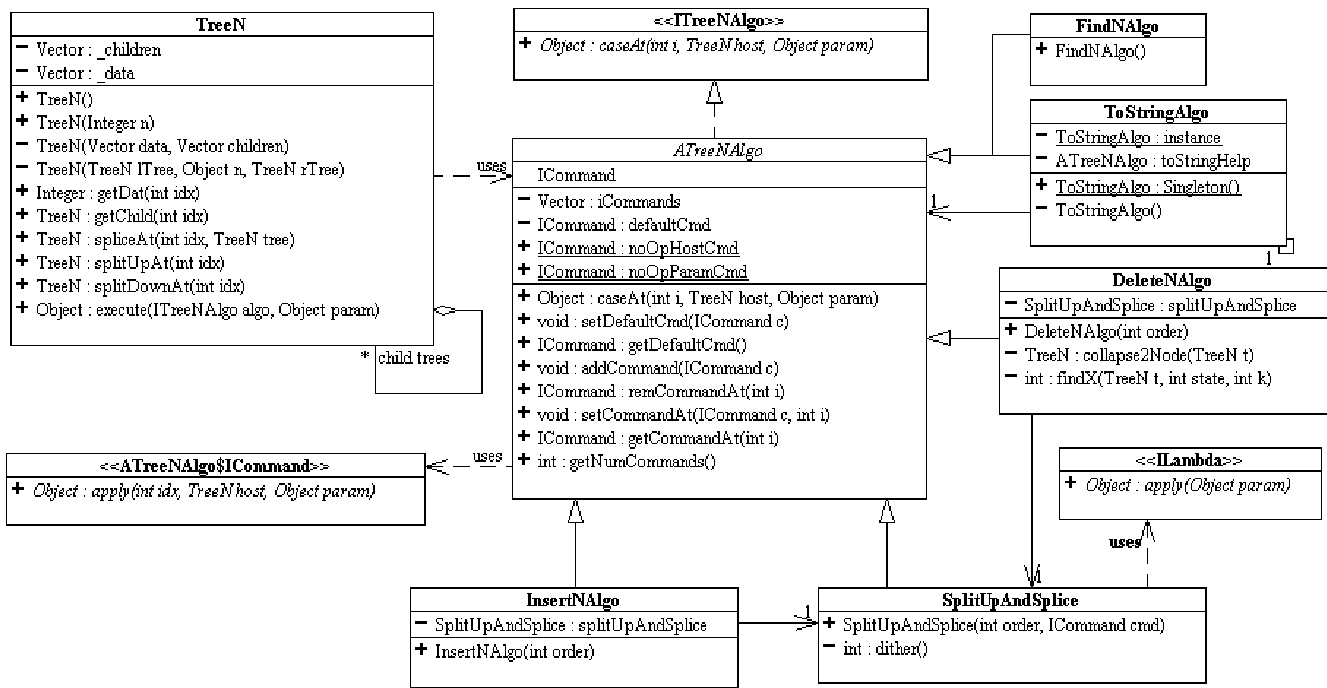 TreeN
− Vector : _children
− Vector : _data
+ TreeN()
+ TreeN(Integer n)
− TreeN(Vector data, Vector children)
− TreeN(TreeN lTree, Object n, TreeN rTree)
+ Integer : getDat(int idx)
+ TreeN : getChild(int idx)
+ TreeN : spliceAt(int idx, TreeN tree)
+ TreeN : splitUpAt(int idx)
+ TreeN : splitDownAt(int idx)
+ Object : execute(ITreeNAlgo algo, Object param)
* child trees
uses
<<ITreeNAlgo>>
+ Object : caseAt(int i, TreeN host, Object param)
ATreeNAlgo
ICommand
− Vector : iCommands
− ICommand : defaultCmd
+ ICommand : noOpHostCmd
+ ICommand : noOpParamCmd
+ Object : caseAt(int i, TreeN host, Object param)
+ void : setDefaultCmd(ICommand c)
+ ICommand : getDefaultCmd()
+ void : addCommand(ICommand c)
+ ICommand : remCommandAt(int i)
+ void : setCommandAt(ICommand c, int i)
+ ICommand : getCommandAt(int i)
+ int : getNumCommands()
FindNAlgo
+ FindNAlgo()
ToStringAlgo
− ToStringAlgo : instance
− ATreeNAlgo : toStringHelp
+ ToStringAlgo : Singleton()
− ToStringAlgo()
1
1
DeleteNAlgo
− SplitUpAndSplice : splitUpAndSplice
+ DeleteNAlgo(int order)
− TreeN : collapse2Node(TreeN t)
− int : findX(TreeN t, int state, int k)
<<ATreeNAlgo$ICommand>>
+ Object : apply(int idx, TreeN host, Object param)
uses
<<ILambda>>
+ Object : apply(Object param)
uses
1
InsertNAlgo
− SplitUpAndSplice : splitUpAndSplice
+ InsertNAlgo(int order)
1
SplitUpAndSplice
+ SplitUpAndSplice(int order, ICommand cmd)
− int : dither()